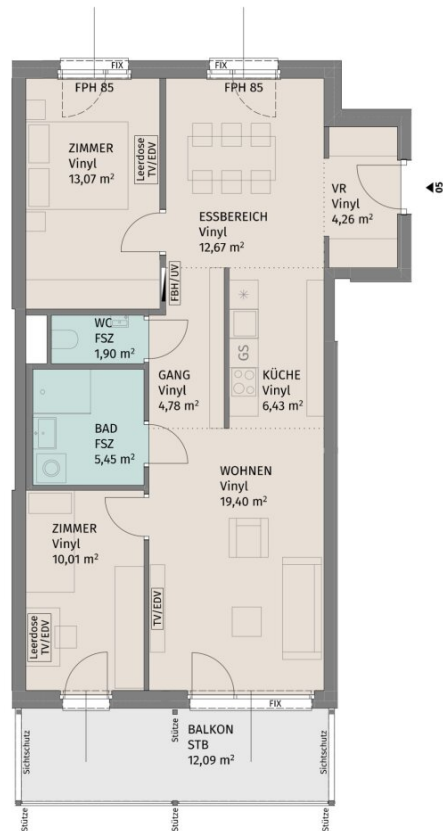 FIX
FIX
FPH 85
FPH 85
ZIMMER
Vinyl
13,07 m²
Leerdose
TV/EDV
ESSBEREICH
Vinyl
12,67 m²
VR
Vinyl
4,26 m²
05
FBH/UV
WC
FSZ
1,90 m²
GANG
Vinyl
4,78 m²
GS
KÜCHE
Vinyl
6,43 m²
BAD
FSZ
5,45 m²
WOHNEN
Vinyl
19,40 m²
ZIMMER
Vinyl
10,01 m²
Leerdose
TV/EDV
TV/EDV
FIX
Sichtschutz
Stütze
BALKON
STB
12,09 m²
Sichtschutz
Stütze
Stütze
Stütze